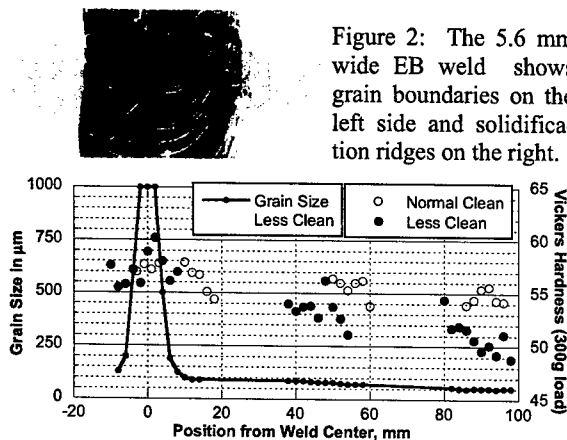 Figure 2: The 5.6 mm
wide EB weld shows
grain boundaries on the
left side and solidifica-
tion ridges on the right.
Grain Size
Less Clean
Normal Clean
Less Clean
1000
750
500
250
0
Grain Size in µm
65
60
55
50
45
Vickers Hardness (300g load)
-20 0 20 40 60 80 100
Position from Weld Center, mm